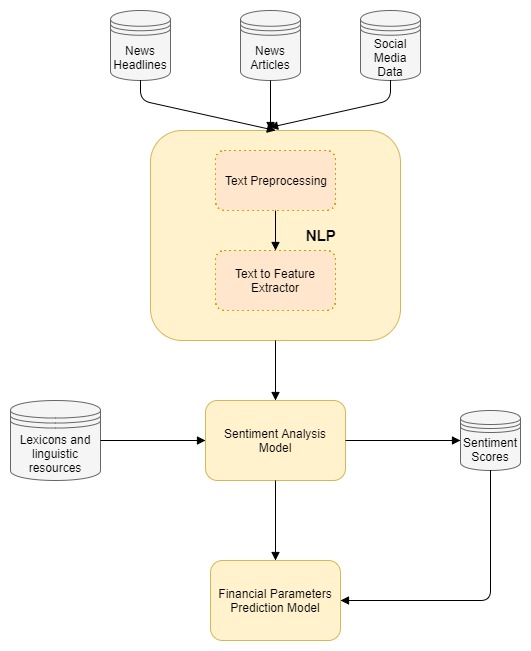 News
Headlines
News
Articles
Social
Media
Data
Text Preprocessing
NLP
Text to Feature
Extractor
Lexicons and
linguistic
resources
Sentiment Analysis
Model
Sentiment
Scores
Financial Parameters
Prediction Model